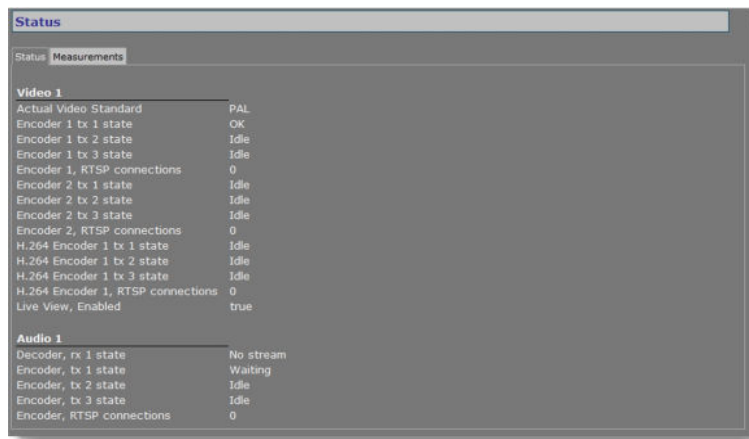 Status
Status Measurements
Video 1
Actual Video Standard PAL
Encoder 1 tx 1 state OK
Encoder 1 tx 2 state Idle
Encoder 1 tx 3 state Idle
Encoder 1, RTSP connections 0
Encoder 2 tx 1 state Idle
Encoder 2 tx 2 state Idle
Encoder 2 tx 3 state Idle
Encoder 2, RTSP connections 0
H.264 Encoder 1 tx 1 state Idle
H.264 Encoder 1 tx 2 state Idle
H.264 Encoder 1 tx 3 state Idle
H.264 Encoder 1, RTSP connections 0
Live View, Enabled true
Audio 1
Decoder, rx 1 state No stream
Encoder, tx 1 state Waiting
Encoder, tx 2 state Idle
Encoder, tx 3 state Idle
Encoder, RTSP connections 0